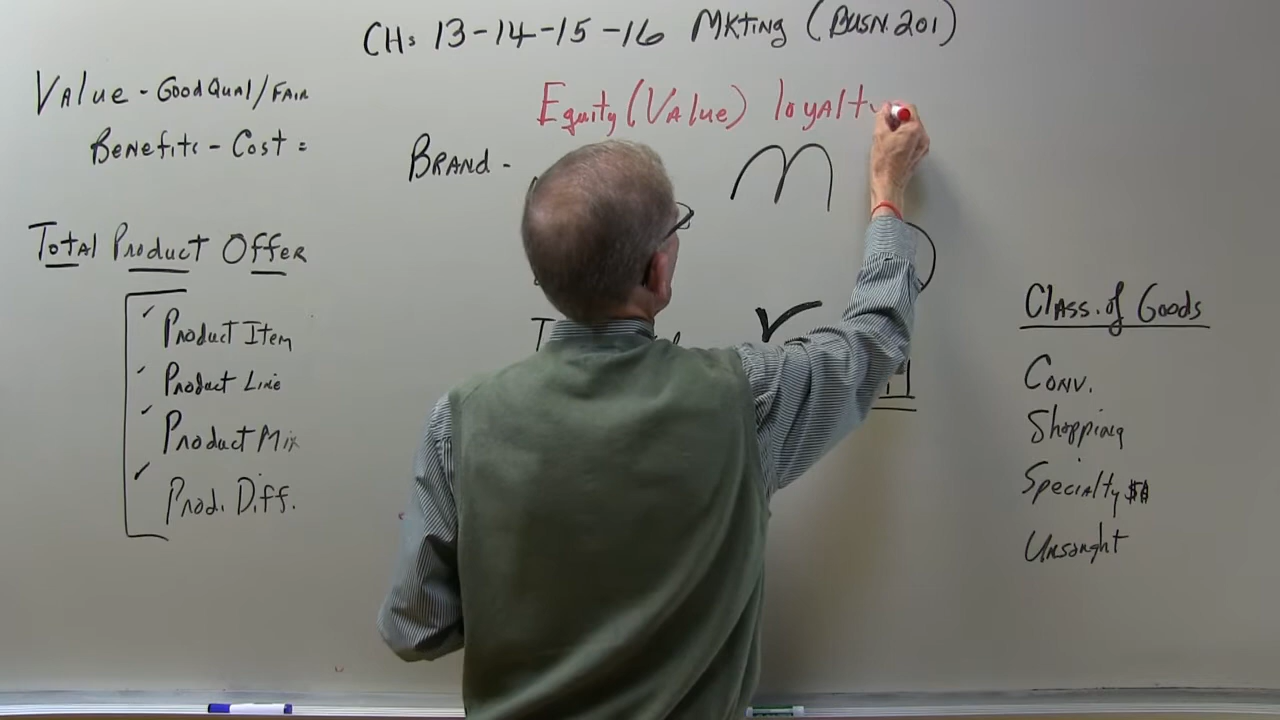 CH: 13-14-15-16 MKting (BUSN.201)
Value - Good Qual/Fair
Benefits - Cost =
Equity (Value) loyalty
Brand -
Total Product Offer
Product Item
Product Line
Product Mix
Prod. Diff.
Class. of Goods
Conv.
Shopping
Specialty
Unsought